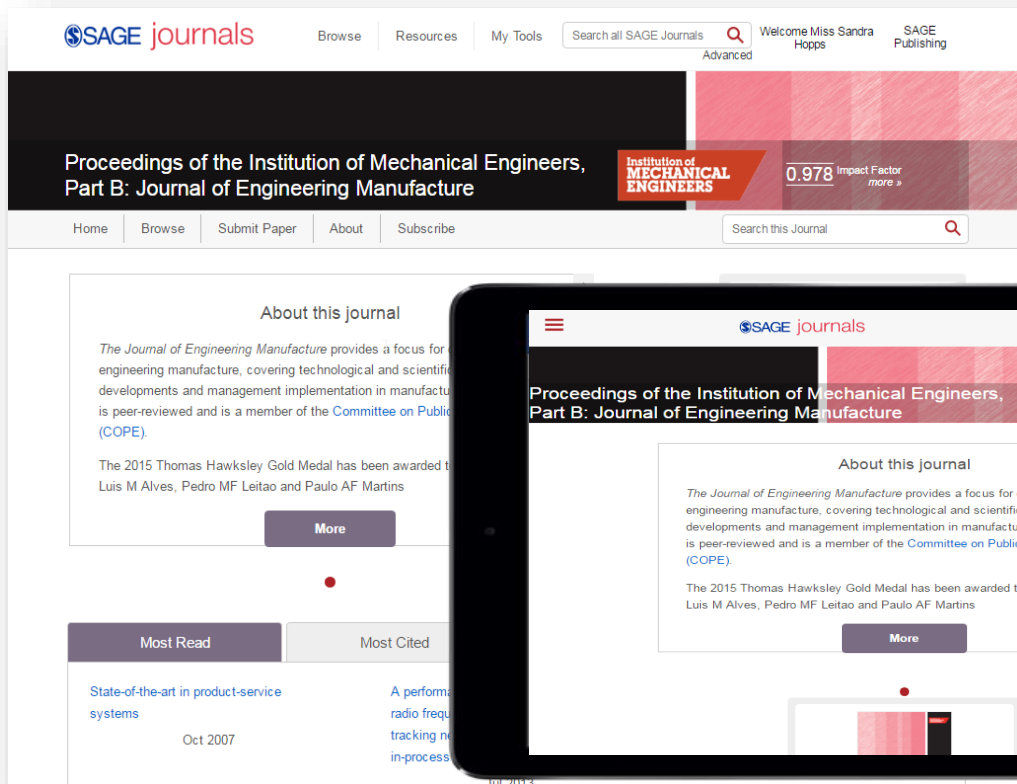 SAGE journals
Browse
Resources
My Tools
Search all SAGE Journals
Advanced
Welcome Miss Sandra
Hopps
SAGE
Publishing
Proceedings of the Institution of Mechanical Engineers,
Part B: Journal of Engineering Manufacture
Institution of
MECHANICAL
ENGINEERS
0.978 Impact Factor
more »
Home
Browse
Submit Paper
About
Subscribe
Search this Journal
About this journal
The Journal of Engineering Manufacture provides a focus for
engineering manufacture, covering technological and scientific
developments and management implementation in manufactu
is peer-reviewed and is a member of the Committee on Public
(COPE).
The 2015 Thomas Hawksley Gold Medal has been awarded t
Luis M Alves, Pedro MF Leitao and Paulo AF Martins
More
Most Read
Most Cited
State-of-the-art in product-service
systems
Oct 2007
A performa
radio frequ
tracking ne
in-process
Jul 2013
SAGE journals
Proceedings of the Institution of Mechanical Engineers,
Part B: Journal of Engineering Manufacture
About this journal
The Journal of Engineering Manufacture provides a focus for
engineering manufacture, covering technological and scientifi
developments and management implementation in manufactu
is peer-reviewed and is a member of the Committee on Public
(COPE).
The 2015 Thomas Hawksley Gold Medal has been awarded t
Luis M Alves, Pedro MF Leitao and Paulo AF Martins
More